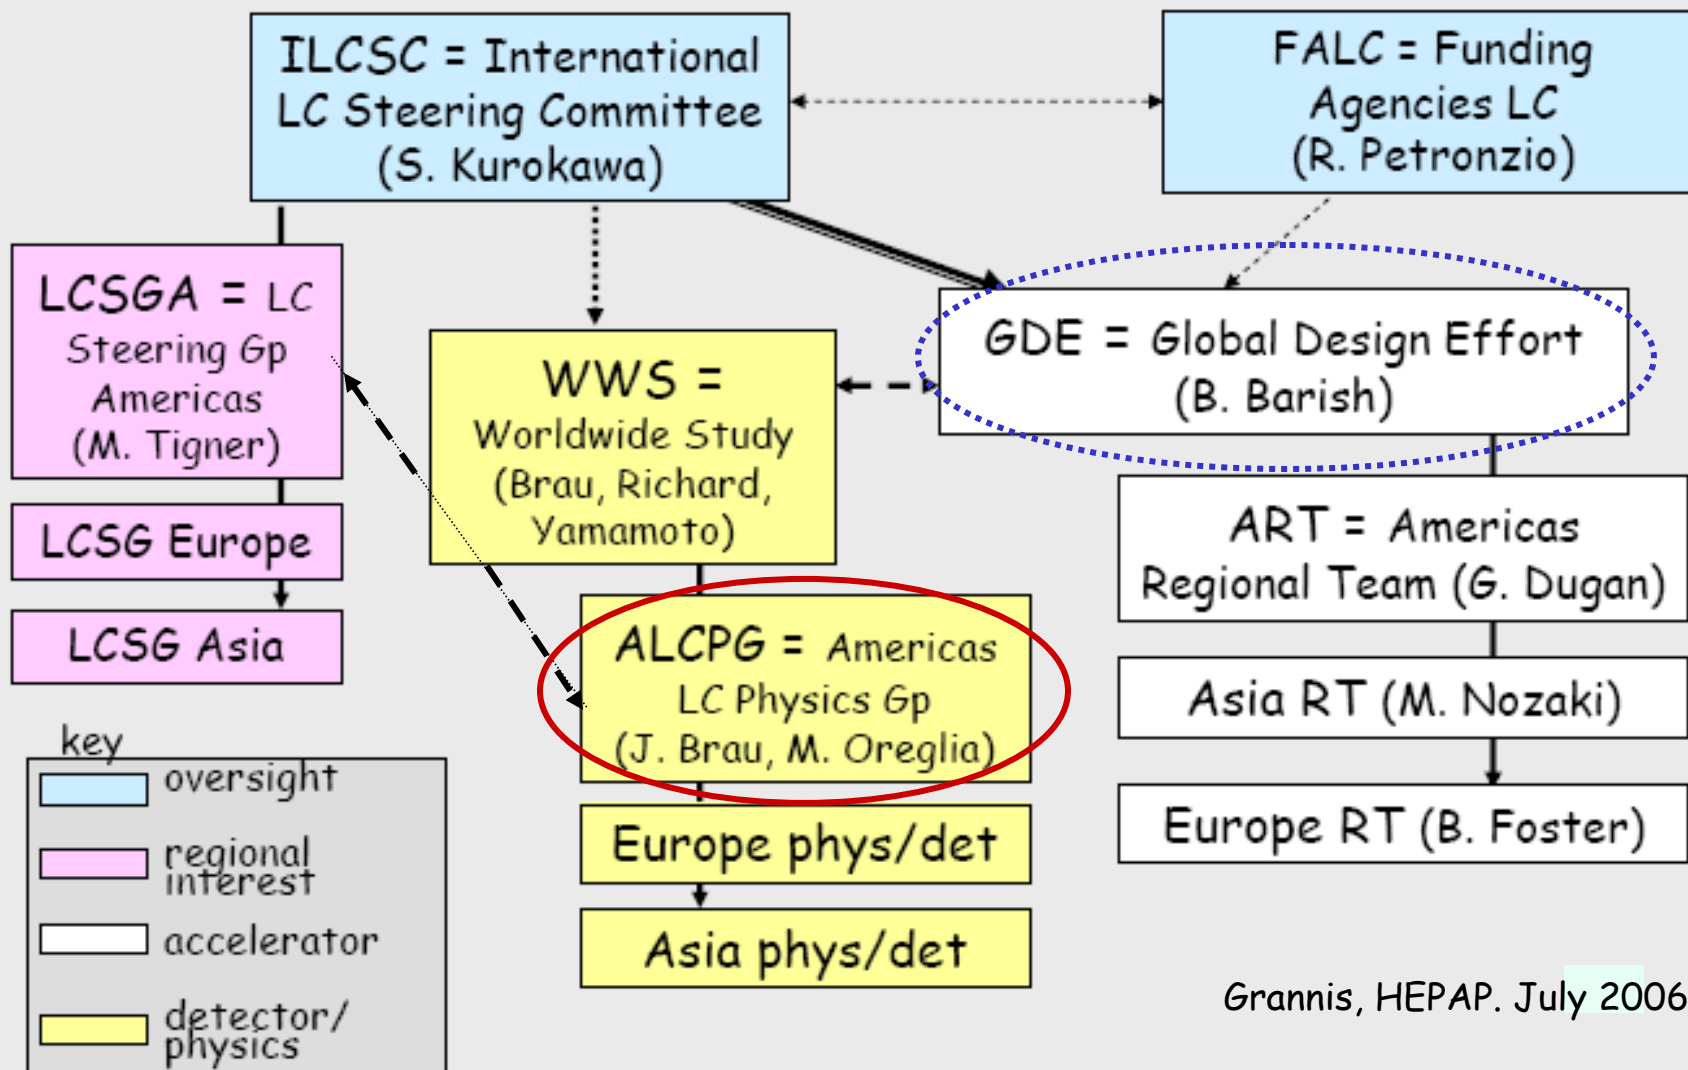 ILCSC = International
LC Steering Committee
(S. Kurokawa)
FALC = Funding
Agencies LC
(R. Petronzio)
LCSGA = LC
Steering Gp
Americas
(M. Tigner)
LCSG Europe
LCSG Asia
WWS =
Worldwide Study
(Brau, Richard,
Yamamoto)
GDE = Global Design Effort
(B. Barish)
ALCPG = Americas
LC Physics Gp
(J. Brau, M. Oreglia)
Europe phys/det
Asia phys/det
ART = Americas
Regional Team (G. Dugan)
Asia RT (M. Nozaki)
Europe RT (B. Foster)
key
oversight
regional
interest
accelerator
detector/
physics
Grannis, HEPAP. July 2006